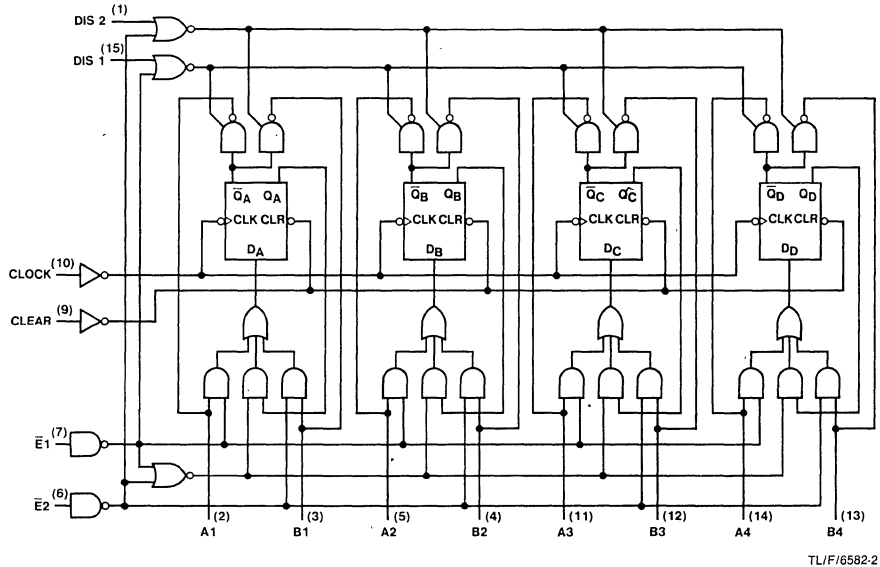 DIS 2 (1)
DIS 1 (15)
Q̅A QA
Q̅B QB
Q̅C QC
Q̅D QD
CLK CLR
CLK CLR
CLK CLR
CLK CLR
DA
DB
DC
DD
CLOCK (10)
CLEAR (9)
E̅1 (7)
E̅2 (6)
A1 (2)
B1 (3)
A2 (5)
B2 (4)
A3 (11)
B3 (12)
A4 (14)
B4 (13)
TL/F/6582-2